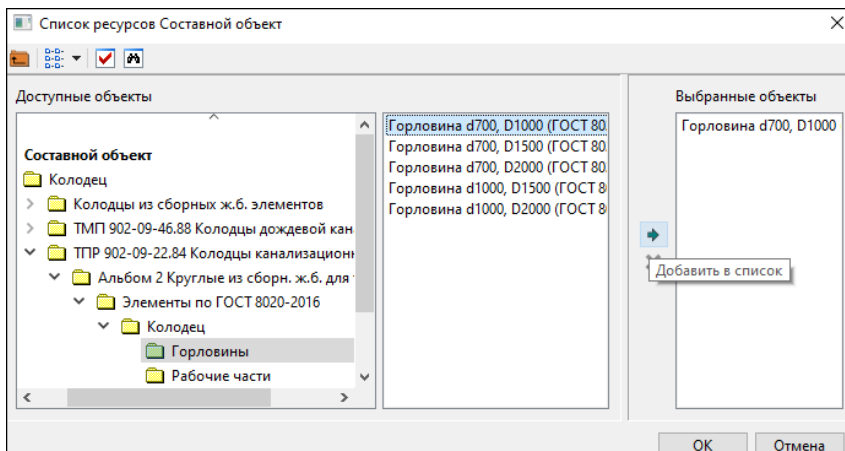 Список ресурсов Составной объект
Доступные объекты
Выбранные объекты
Составной объект
Колодец
Колодцы из сборных ж.б. элементов
ТМП 902-09-46.88 Колодцы дождевой кан
ТПР 902-09-22.84 Колодцы канализационн
Альбом 2 Круглые из сборн. ж.б. для
Элементы по ГОСТ 8020-2016
Колодец
Горловины
Рабочие части
Горловина d700, D1000 (ГОСТ 80
Горловина d700, D1500 (ГОСТ 80
Горловина d700, D2000 (ГОСТ 80
Горловина d1000, D1500 (ГОСТ 8
Горловина d1000, D2000 (ГОСТ 8
Горловина d700, D1000
Добавить в список
ОК
Отмена